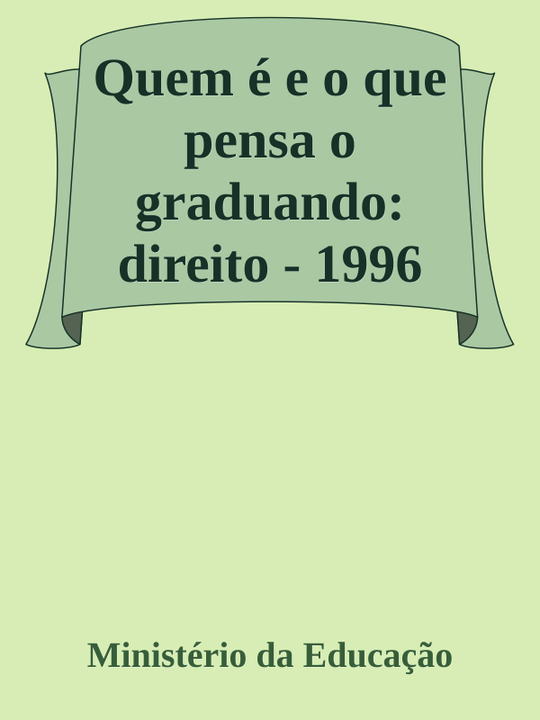 Quem é e o que
pensa o
graduando:
direito - 1996
Ministério da Educação